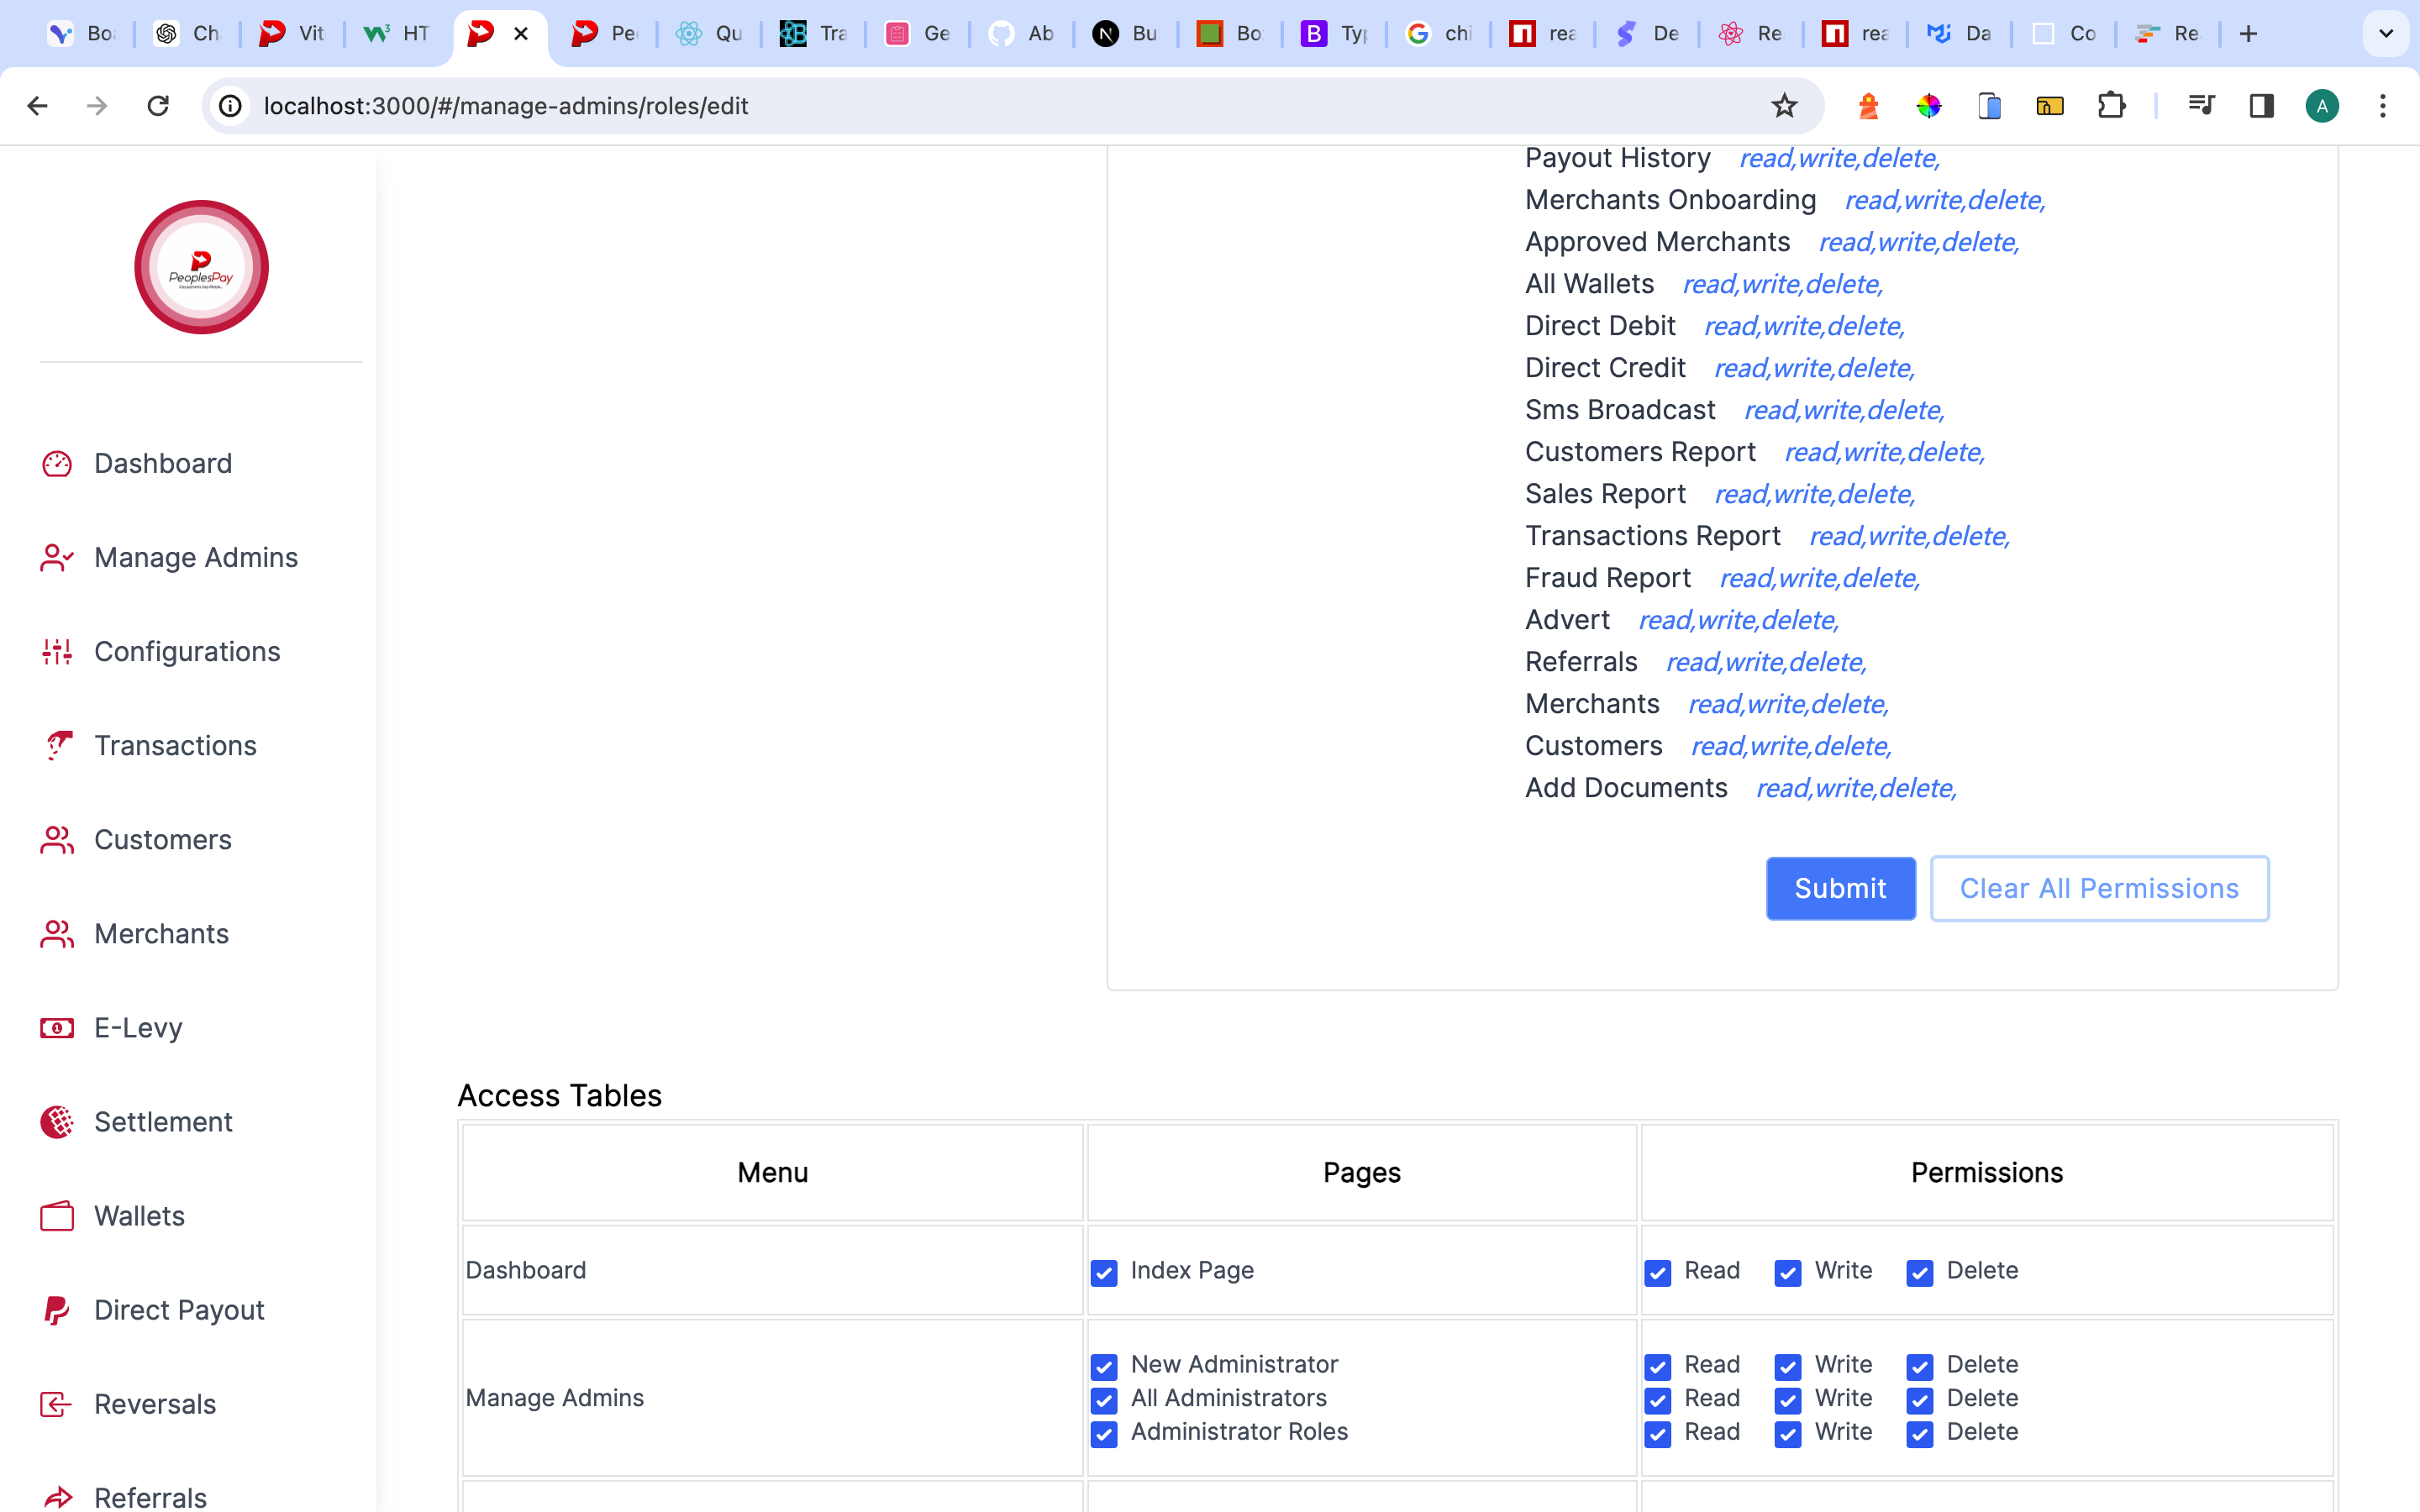 Bo
Ch
Vit
HT
Pe
Qu
Tra
Ge
Ab
Bu
Bo
Ty
chi
rea
De
Re
rea
Da
Co
Re
localhost:3000/#/manage-admins/roles/edit
A
PeoplesPay
Dashboard
Manage Admins
Configurations
Transactions
Customers
Merchants
E-Levy
Settlement
Wallets
Direct Payout
Reversals
Referrals
Payout History read,write,delete,
Merchants Onboarding read,write,delete,
Approved Merchants read,write,delete,
All Wallets read,write,delete,
Direct Debit read,write,delete,
Direct Credit read,write,delete,
Sms Broadcast read,write,delete,
Customers Report read,write,delete,
Sales Report read,write,delete,
Transactions Report read,write,delete,
Fraud Report read,write,delete,
Advert read,write,delete,
Referrals read,write,delete,
Merchants read,write,delete,
Customers read,write,delete,
Add Documents read,write,delete,
Submit Clear All Permissions
Access Tables
Menu Pages Permissions
Dashboard Index Page Read Write Delete
Manage Admins
New Administrator Read Write Delete
All Administrators Read Write Delete
Administrator Roles Read Write Delete